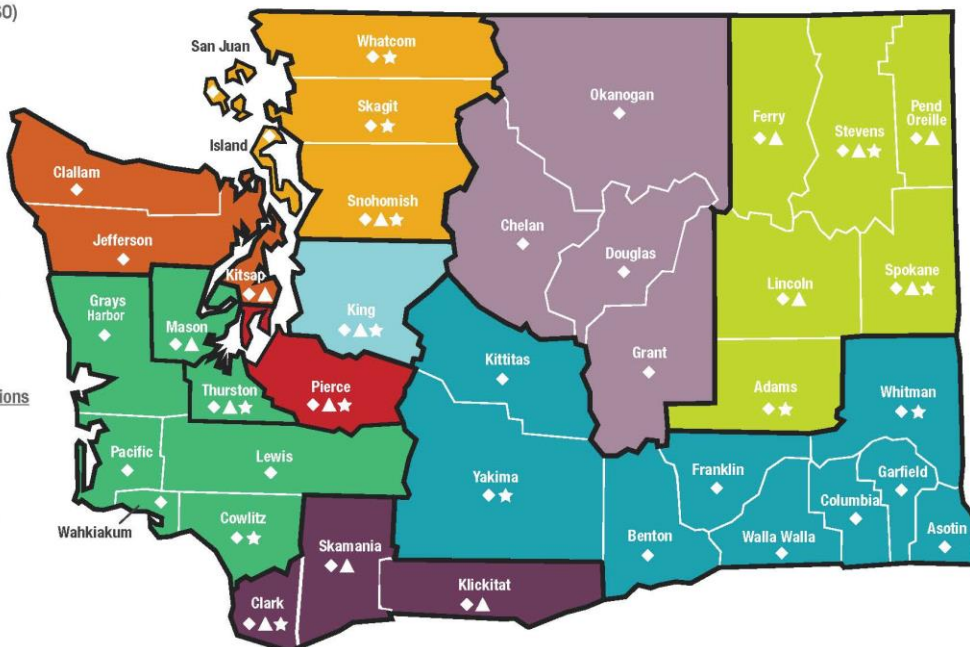 SO)
San Juan
Whatcom
Okanogan
Skagit
Ferry
Pend
Oreille
Stevens
Island
Clallam
Snohomish
Chelan
Jefferson
Douglas
Kitsap
Spokane
Lincoln
Grays
Harbor
King
Mason
Kittitas
Grant
Thurston
Pierce
Adams
Whitman
ions
Pacific
Lewis
Yakima
Franklin
Garfield
Columbia
Wahkiakum
Cowlitz
Skamania
Benton
Walla Walla
Asotin
Klickitat
Clark